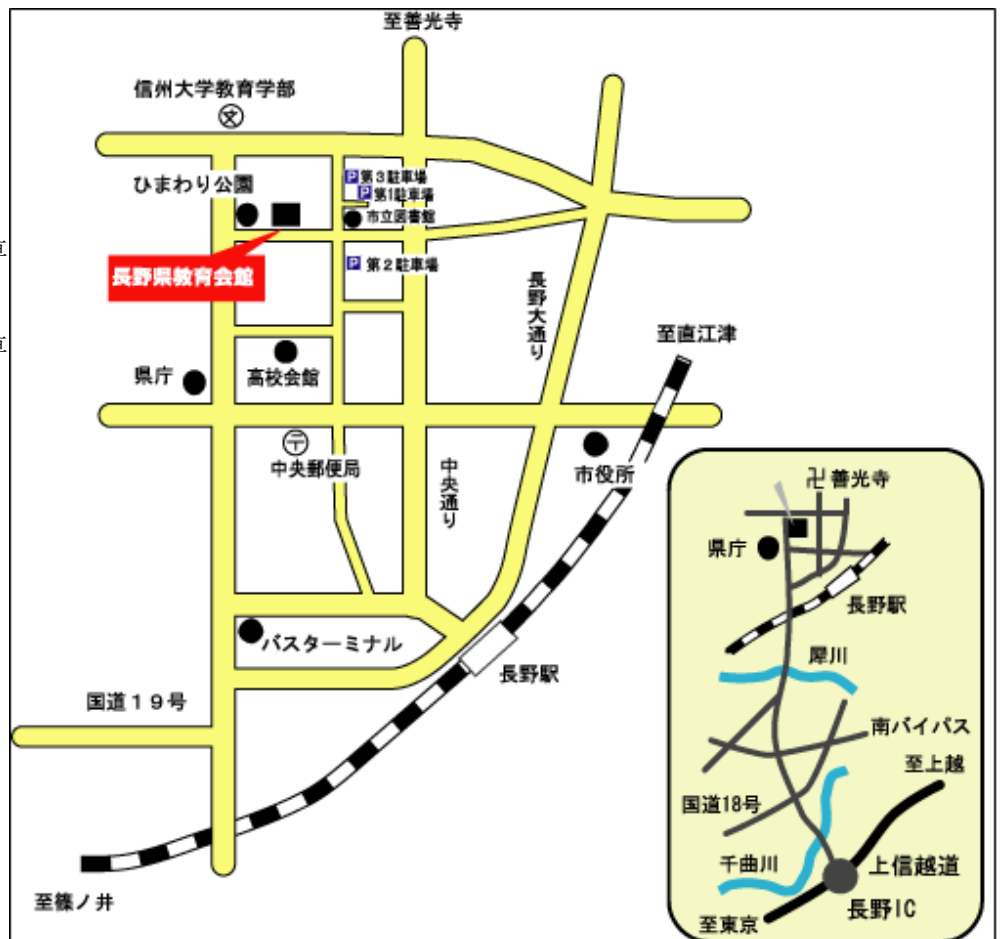 至善光寺
信州大学教育学部
文
ひまわり公園
P第3駐車場
P第1駐車場
市立図書館
長野県教育会館
P 第2駐車場
長野大通り
至直江津
県庁
高校会館
〒
中央郵便局
中央通り
市役所
バスターミナル
長野駅
国道19号
至篠ノ井
卍善光寺
県庁
長野駅
犀川
南バイパス
至上越
国道18号
千曲川
上信越道
長野IC
至東京